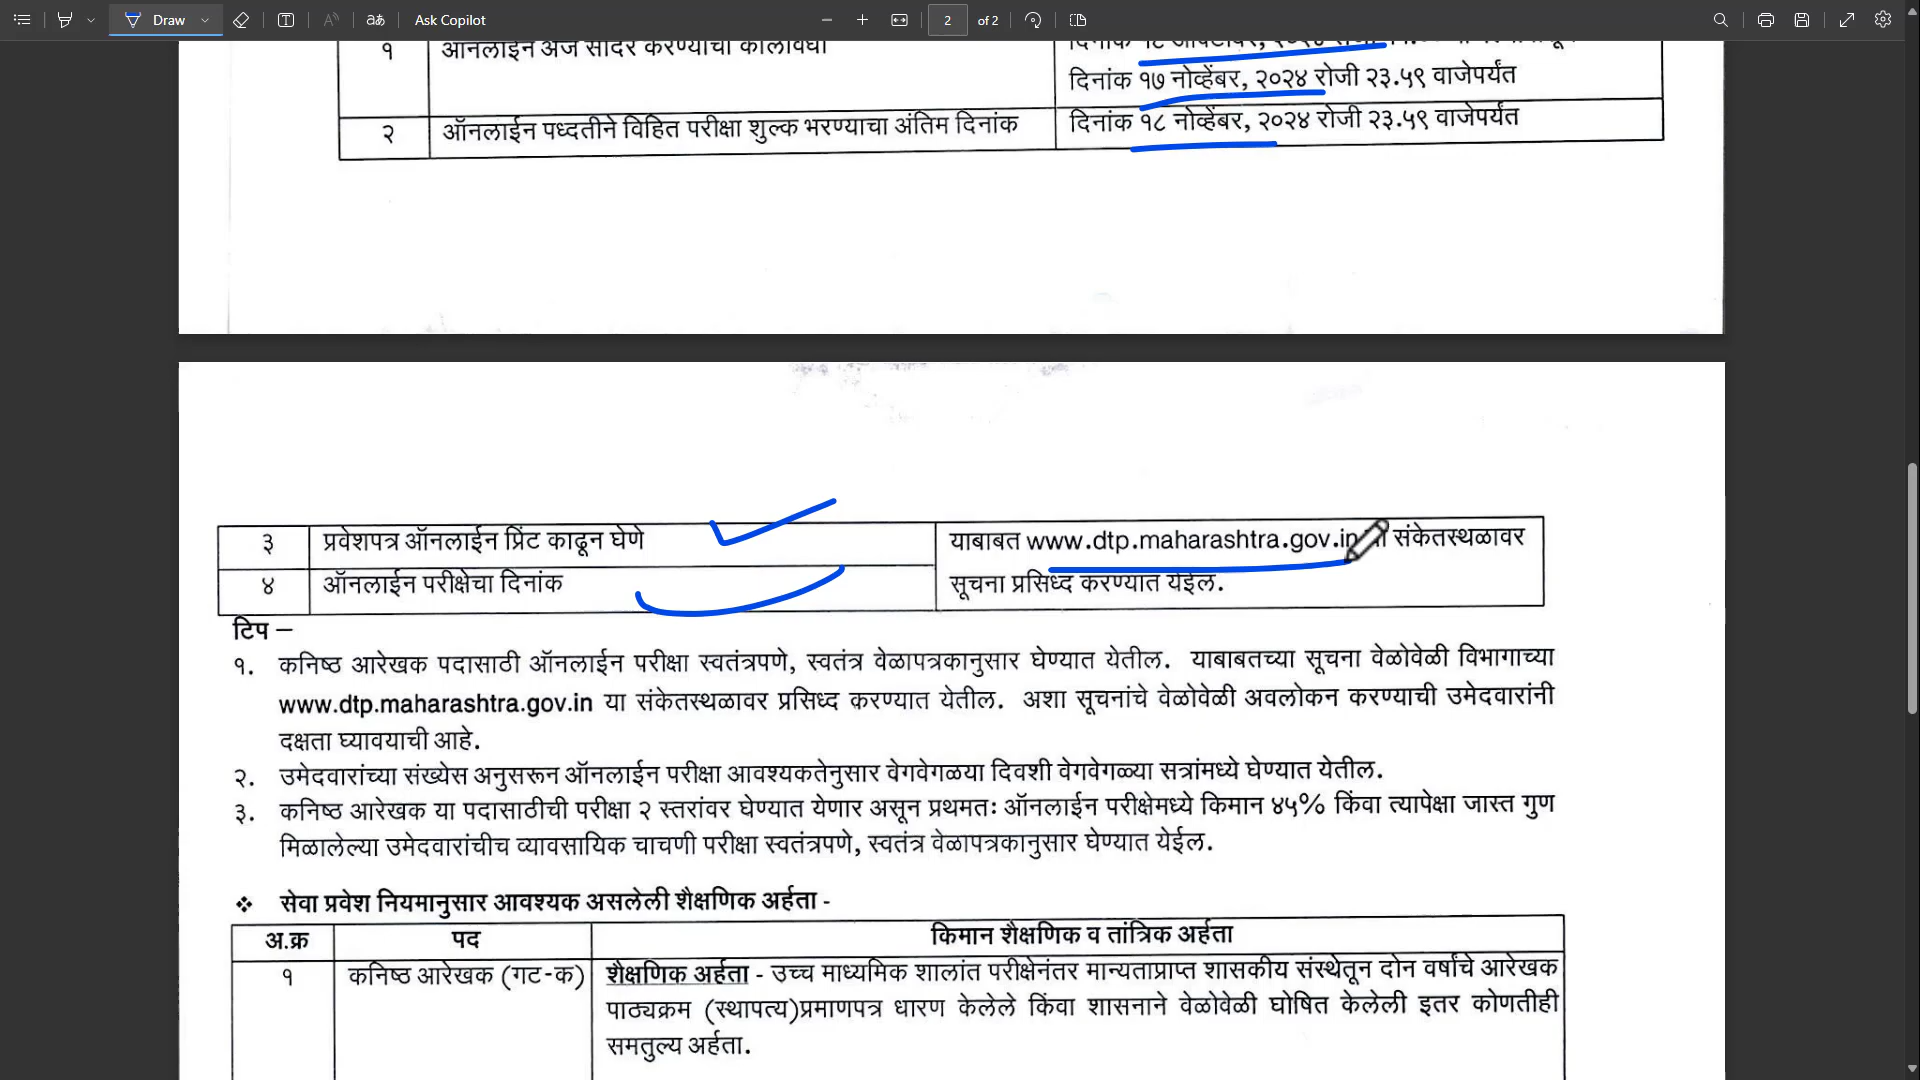 Draw
Ask Copilot
2 of 2
१ ऑनलाईन अर्ज सादर करण्याचा कालावधी
दिनांक १७ नोव्हेंबर, २०२४ रोजी २३.५९ वाजेपर्यंत
२ ऑनलाईन पध्दतीने विहित परीक्षा शुल्क भरण्याचा अंतिम दिनांक दिनांक १८ नोव्हेंबर, २०२४ रोजी २३.५९ वाजेपर्यंत
३ प्रवेशपत्र ऑनलाईन प्रिंट काढून घेणे याबाबत www.dtp.maharashtra.gov.in संकेतस्थळावर
४ ऑनलाईन परीक्षेचा दिनांक सूचना प्रसिध्द करण्यात येईल.
टिप –
१. कनिष्ठ आरेखक पदासाठी ऑनलाईन परीक्षा स्वतंत्रपणे, स्वतंत्र वेळापत्रकानुसार घेण्यात येतील. याबाबतच्या सूचना वेळोवेळी विभागाच्या
www.dtp.maharashtra.gov.in या संकेतस्थळावर प्रसिध्द करण्यात येतील. अशा सूचनांचे वेळोवेळी अवलोकन करण्याची उमेदवारांनी
दक्षता घ्यावयाची आहे.
२. उमेदवारांच्या संख्येस अनुसरून ऑनलाईन परीक्षा आवश्यकतेनुसार वेगवेगळया दिवशी वेगवेगळ्या सत्रांमध्ये घेण्यात येतील.
३. कनिष्ठ आरेखक या पदासाठीची परीक्षा २ स्तरांवर घेण्यात येणार असून प्रथमतः ऑनलाईन परीक्षेमध्ये किमान ४५% किंवा त्यापेक्षा जास्त गुण
मिळालेल्या उमेदवारांचीच व्यावसायिक चाचणी परीक्षा स्वतंत्रपणे, स्वतंत्र वेळापत्रकानुसार घेण्यात येईल.
❖ सेवा प्रवेश नियमानुसार आवश्यक असलेली शैक्षणिक अर्हता -
अ.क्र पद किमान शैक्षणिक व तांत्रिक अर्हता
१ कनिष्ठ आरेखक (गट-क) शैक्षणिक अर्हता - उच्च माध्यमिक शालांत परीक्षेनंतर मान्यताप्राप्त शासकीय संस्थेतून दोन वर्षांचे आरेखक
पाठ्यक्रम (स्थापत्य)प्रमाणपत्र धारण केलेले किंवा शासनाने वेळोवेळी घोषित केलेली इतर कोणतीही
समतुल्य अर्हता.